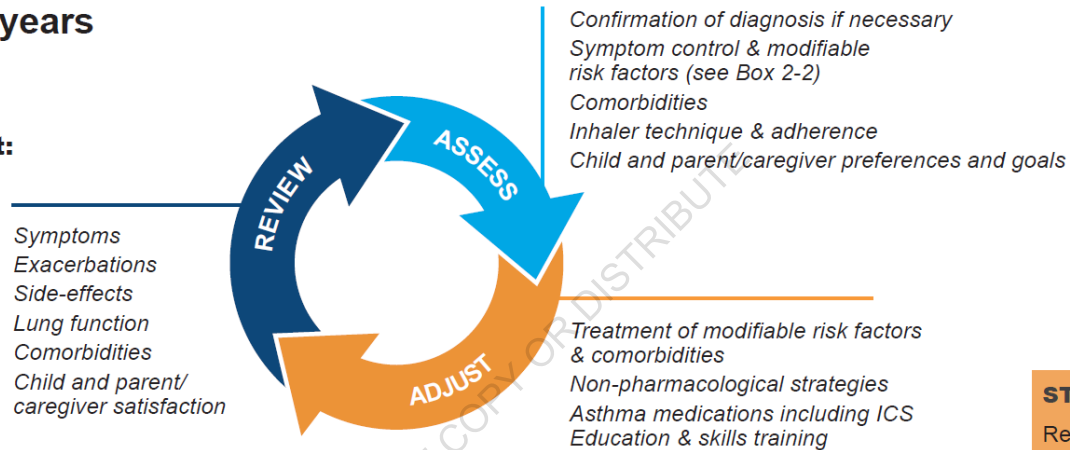 years
t:
Confirmation of diagnosis if necessary
Symptom control & modifiable
risk factors (see Box 2-2)
Comorbidities
Inhaler technique & adherence
Child and parent/caregiver preferences and goals
ASSESS
REVIEW
ADJUST
Symptoms
Exacerbations
Side-effects
Lung function
Comorbidities
Child and parent/
caregiver satisfaction
Treatment of modifiable risk factors
& comorbidities
Non-pharmacological strategies
Asthma medications including ICS
Education & skills training
ST
Re
COPY OR DISTRIBUTE